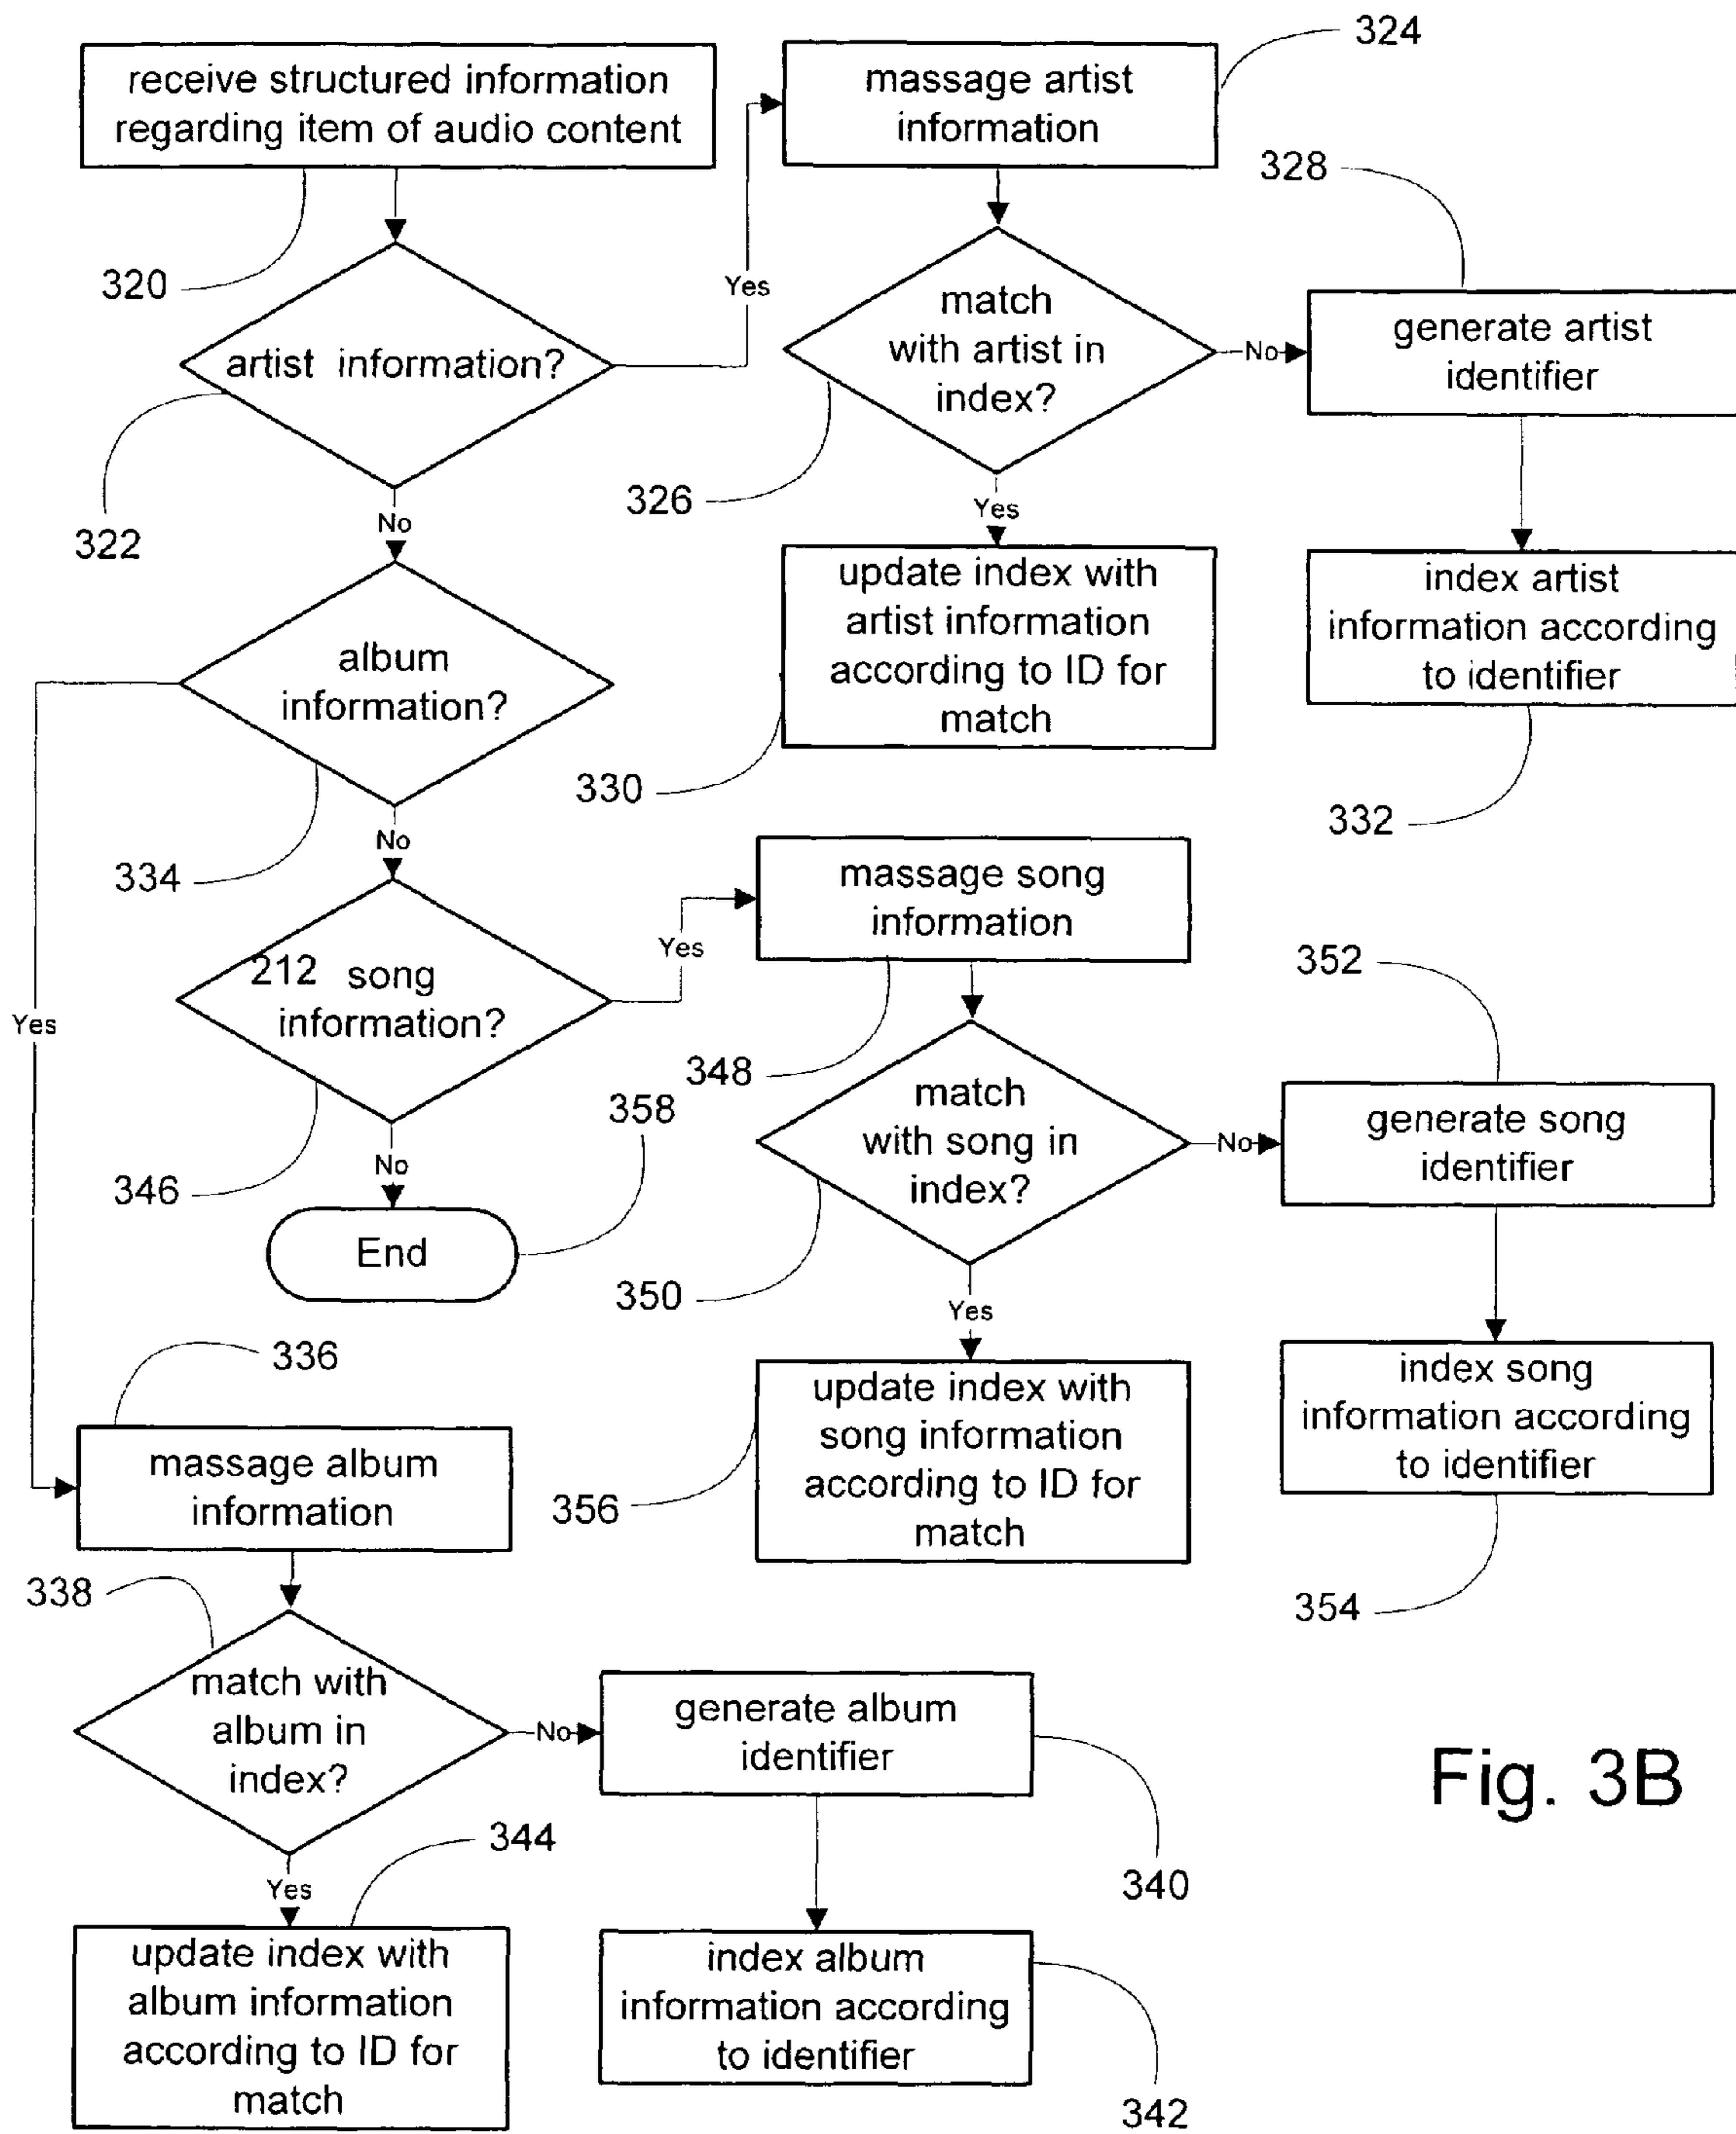 324
receive structured information
regarding item of audio content
massage artist
information
328
320
Yes
artist information?
match
with artist in
index?
No
generate artist
identifier
322
326
No
Yes
update index with
artist information
according to ID for
match
index artist
information according
to identifier
album
information?
330
332
334
No
massage song
information
Yes
212 song
information?
Yes
352
348
358
match
with song in
index?
No
generate song
identifier
346
No
End
350
Yes
336
update index with
song information
according to ID for
match
index song
information according
to identifier
massage album
information
356
338
354
match with
album in
index?
No
generate album
identifier
Fig. 3B
344
340
Yes
update index with
album information
according to ID for
match
index album
information according
to identifier
342